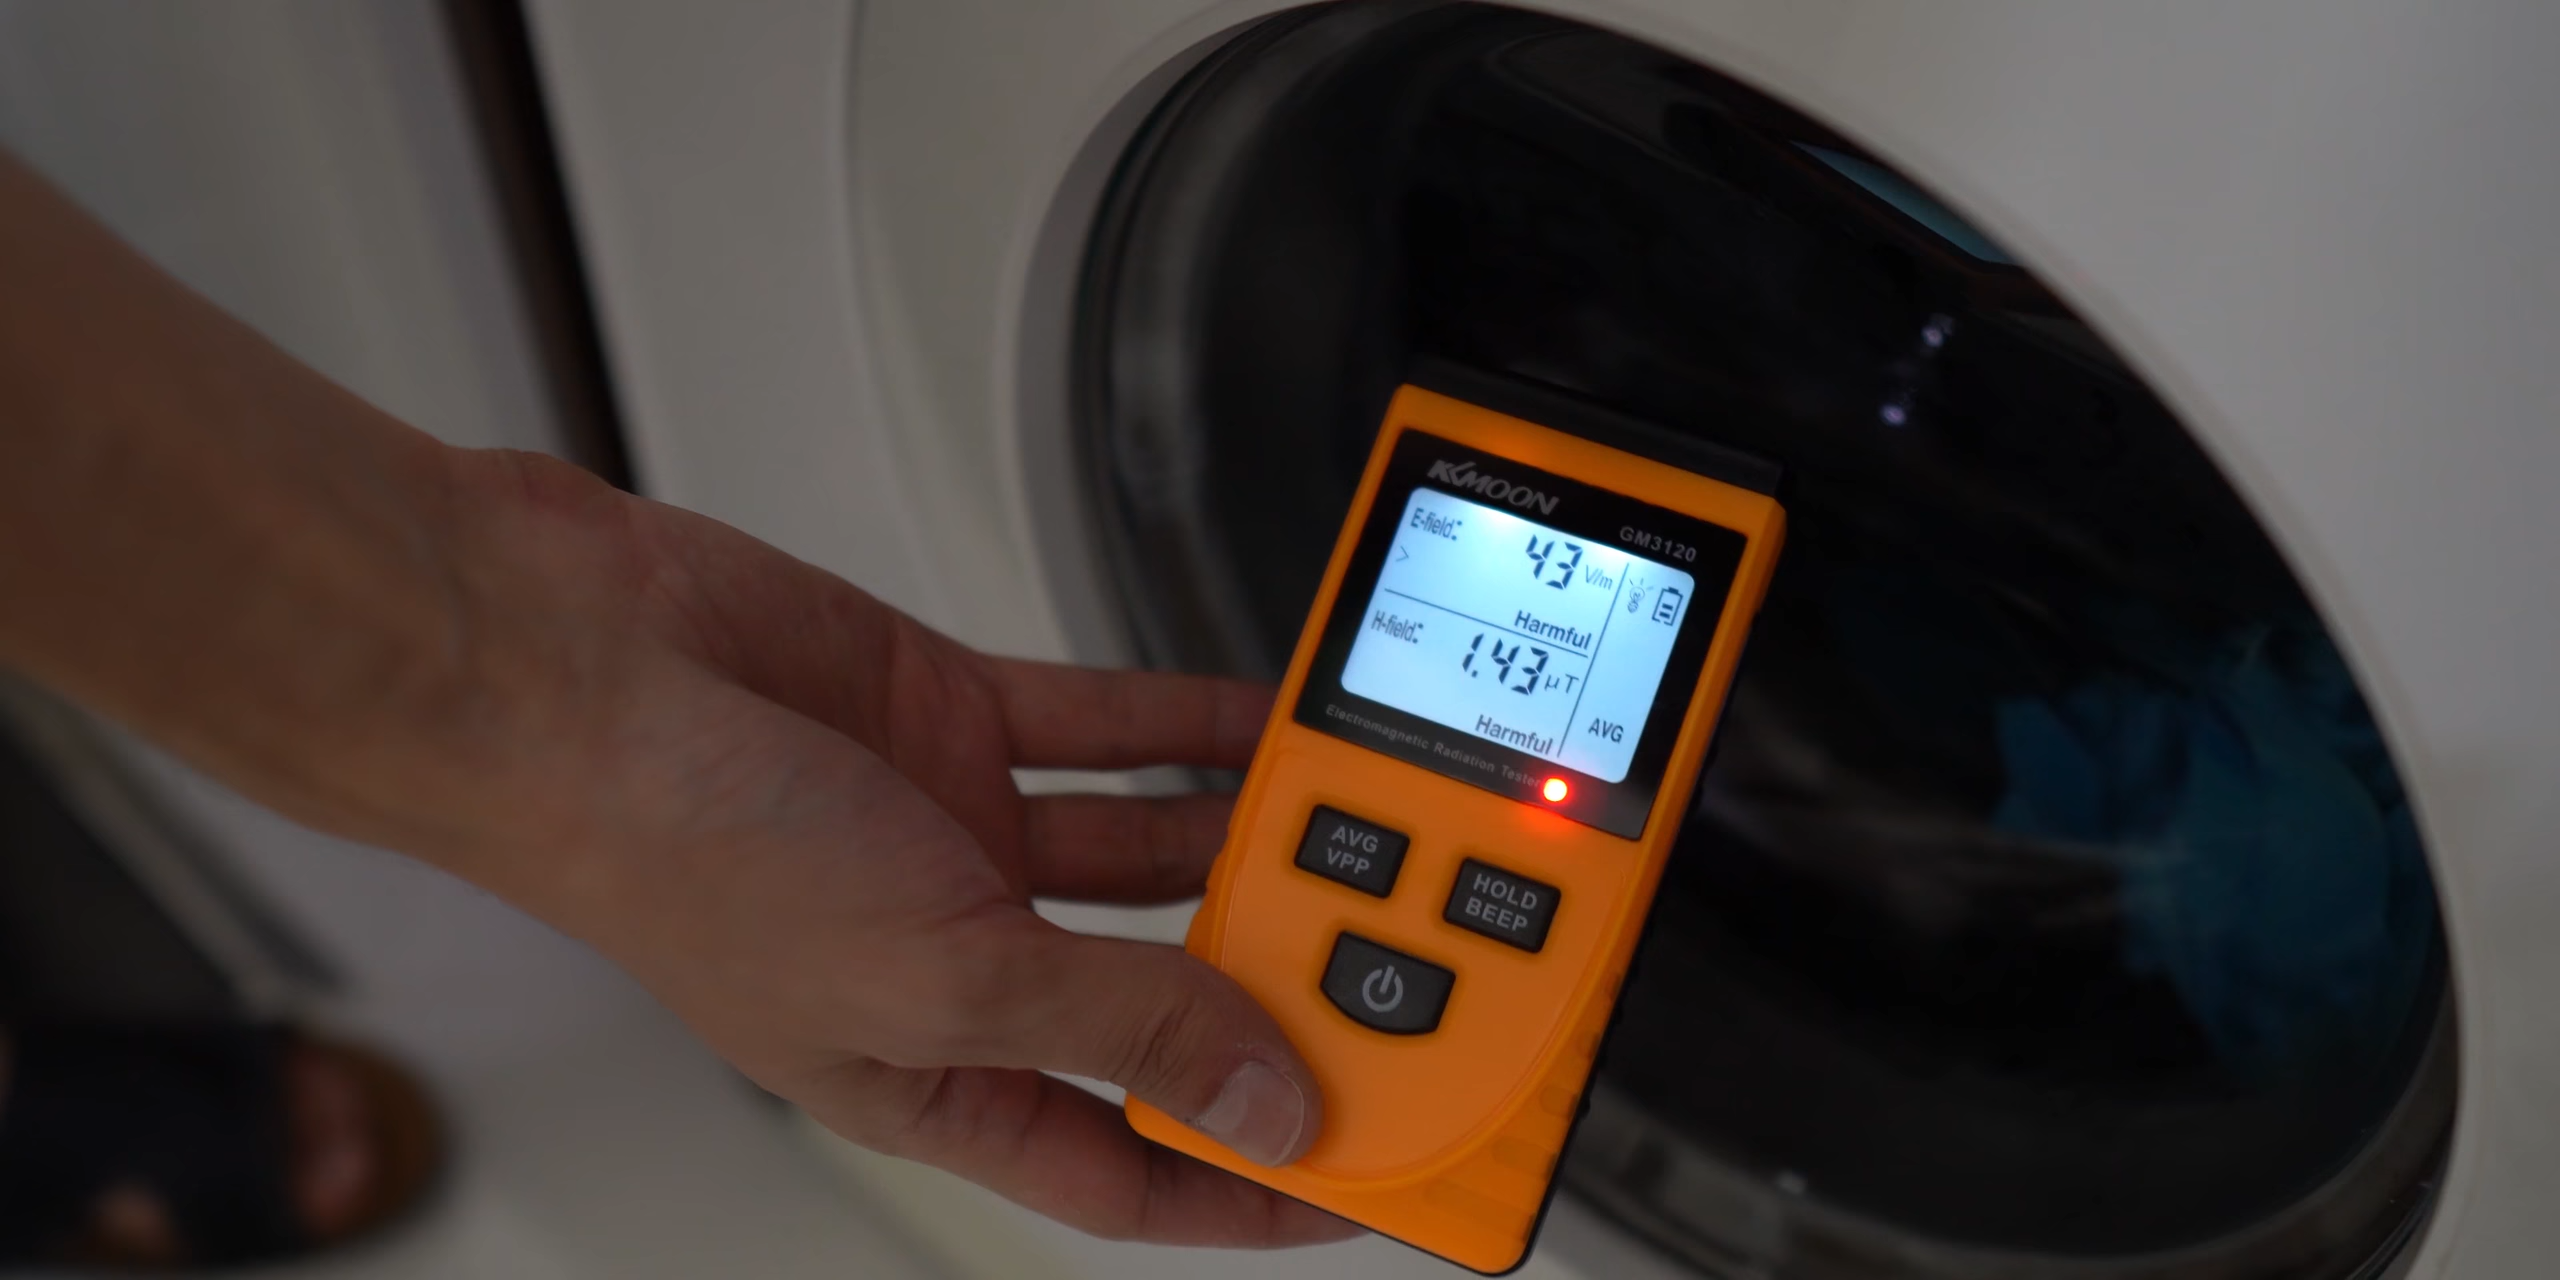 KKMOON
GM3120
E-field:
43 V/m
Harmful
H-field:
1.43 μT
Harmful
AVG
Electromagnetic Radiation Tester
AVG
VPP
HOLD
BEEP